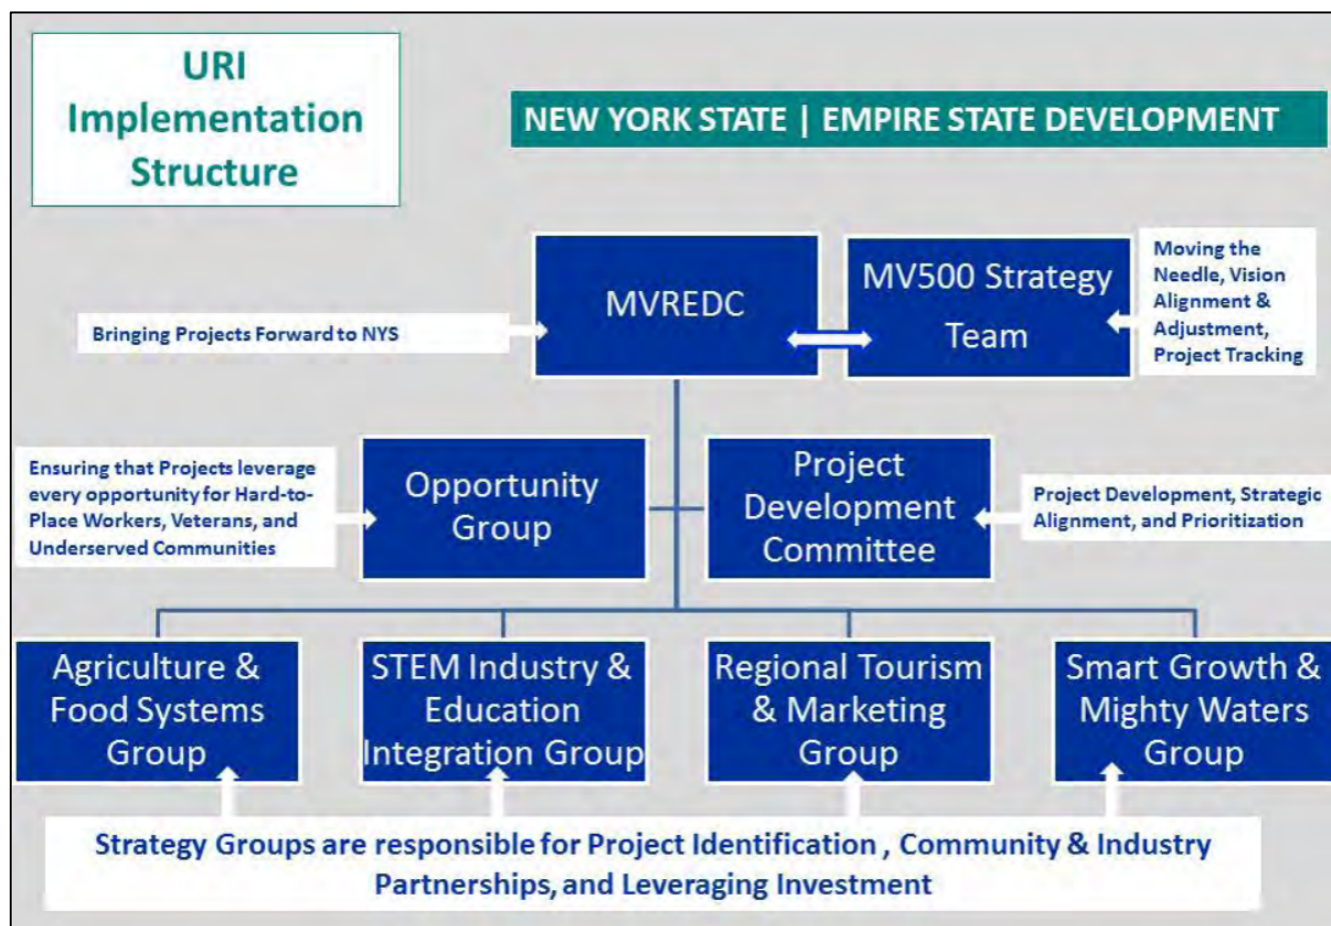 URI
Implementation
Structure
NEW YORK STATE | EMPIRE STATE DEVELOPMENT
MVREDC
MV500 Strategy
Team
Moving the
Needle, Vision
Alignment &
Adjustment,
Project Tracking
Bringing Projects Forward to NYS
Ensuring that Projects leverage
every opportunity for Hard-to-
Place Workers, Veterans, and
Underserved Communities
Opportunity
Group
Project
Development
Committee
Project Development, Strategic
Alignment, and Prioritization
Agriculture &
Food Systems
Group
STEM Industry &
Education
Integration Group
Regional Tourism
& Marketing
Group
Smart Growth &
Mighty Waters
Group
Strategy Groups are responsible for Project Identification , Community & Industry
Partnerships, and Leveraging Investment